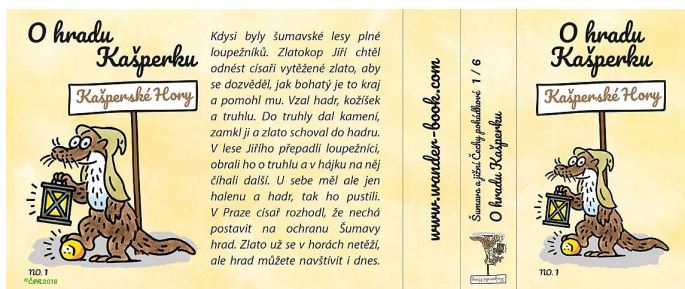 O hradu
Kašperku
Kašperské Hory
NO. 1
©ČPA 2018
Kdysi byly šumavské lesy plné
loupežníků. Zlatokop Jiří chtěl
odnést císaři vytěžené zlato, aby
se dozvěděl, jak bohatý je to kraj
a pomohl mu. Vzal hadr, kožíšek
a truhlu. Do truhly dal kamení,
zamkl ji a zlato schoval do hadru.
V lese Jiřího přepadli loupežníci,
obrali ho o truhlu a v hájku na něj
číhali další. U sebe měl ale jen
halenu a hadr, tak ho pustili.
V Praze císař rozhodl, že nechá
postavit na ochranu Šumavy
hrad. Zlato už se v horách netěží,
ale hrad můžete navštívit i dnes.
www.wander-book.com
Šumava a jižní Čechy pohádkové 1 / 6
O hradu Kašperku
O hradu
Kašperku
Kašperské Hory
NO. 1